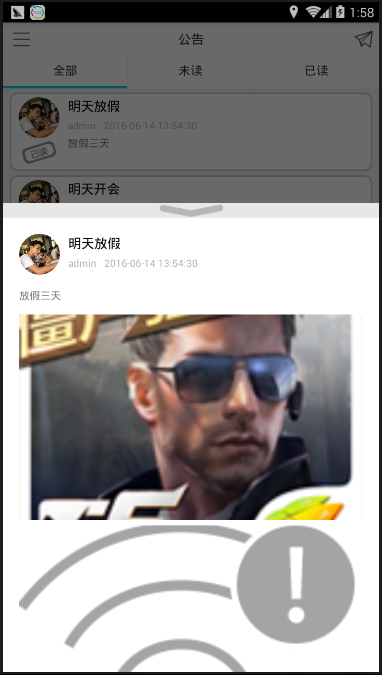 1:58
公告
全部
未读
已读
明天放假
admin 2016-06-14 13:54:30
放假三天
已读
明天开会
明天放假
admin 2016-06-14 13:54:30
放假三天